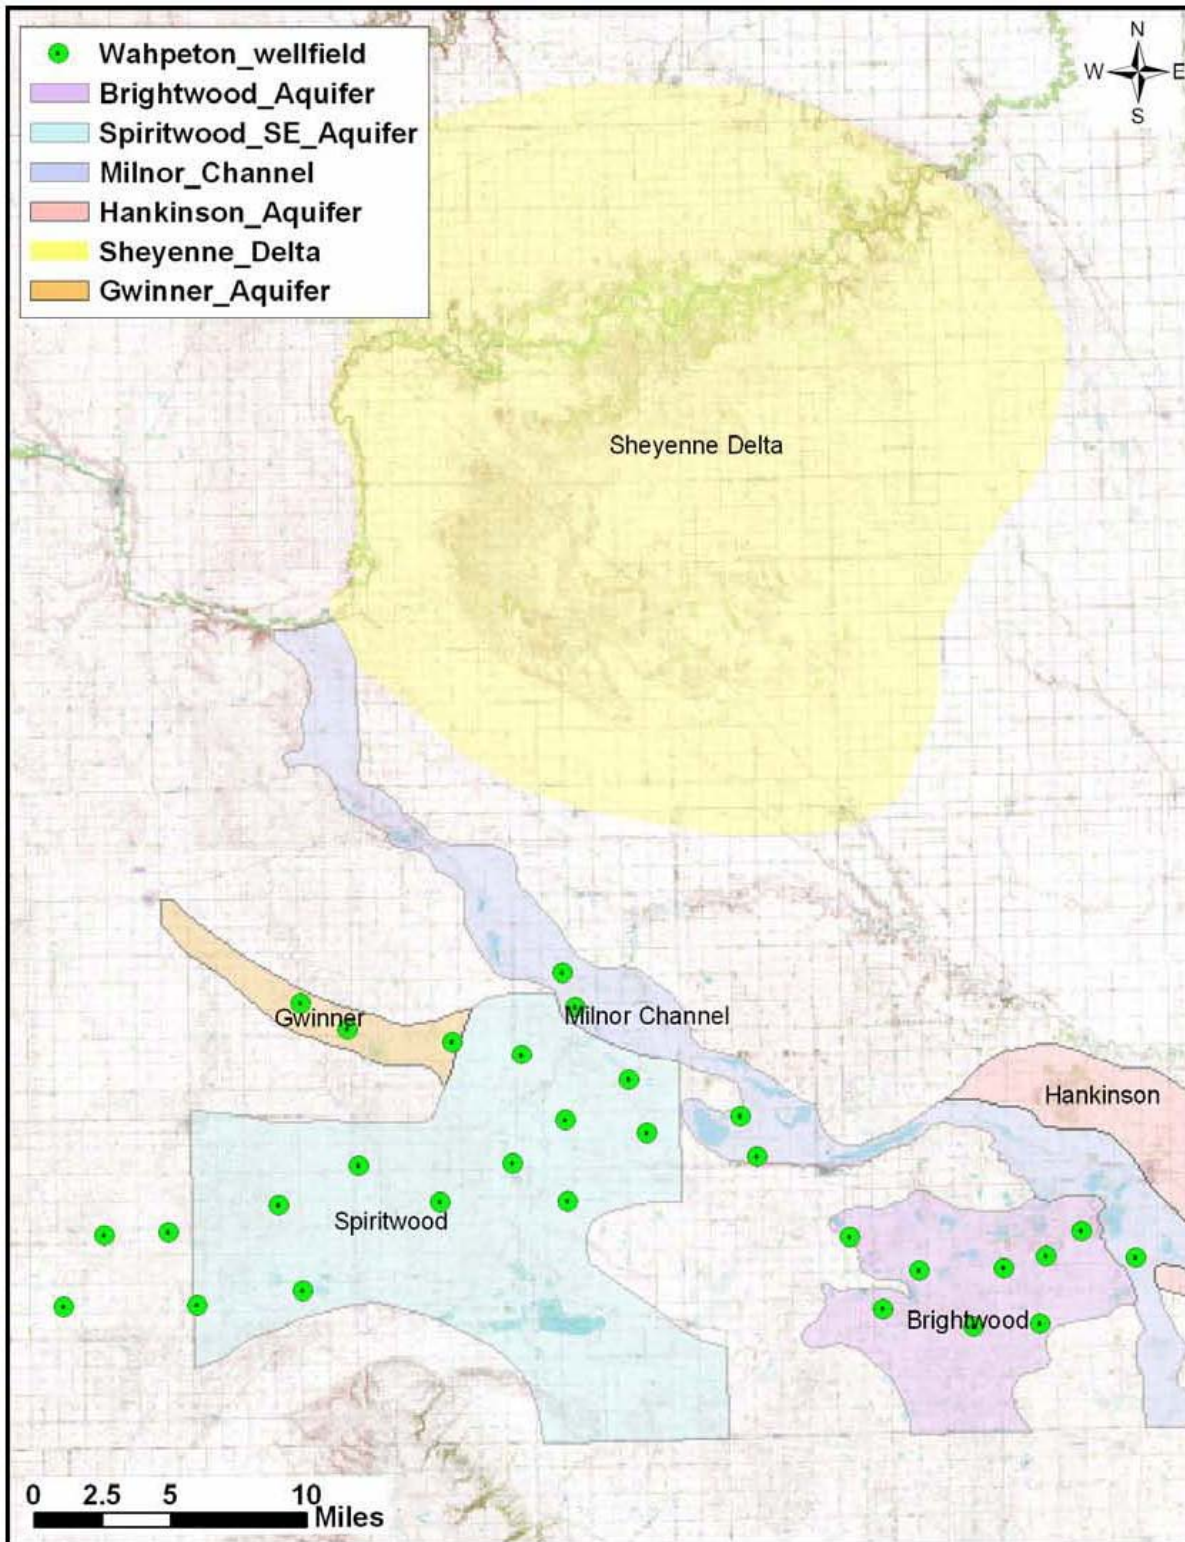 Wahpeton_wellfield
Brightwood_Aquifer
Spiritwood_SE_Aquifer
Milnor_Channel
Hankinson_Aquifer
Sheyenne_Delta
Gwinner_Aquifer
N
W E
S
Sheyenne Delta
Gwinner
Milnor Channel
Hankinson
Spiritwood
Brightwood
0 2.5 5 10
Miles